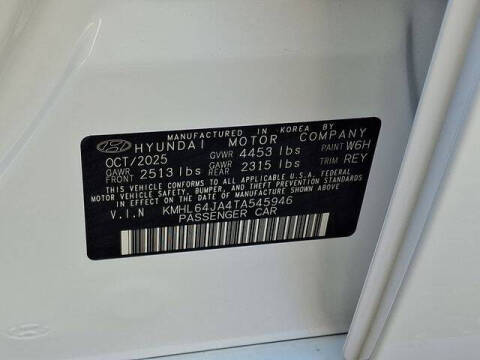 MANUFACTURED IN KOREA BY
HYUNDAI MOTOR COMPANY
OCT/2025 GVWR 4453 lbs PAINT W6H
GAWR FRONT 2513 lbs GAWR REAR 2315 lbs TRIM REY
THIS VEHICLE CONFORMS TO ALL APPLICABLE U.S.A. FEDERAL
MOTOR VEHICLE SAFETY, BUMPER, AND THEFT PREVENTION
STANDARDS IN EFFECT ON THE DATE OF MANUFACTURE SHOWN ABOVE.
V.I.N KMHL64JA4TA545946
PASSENGER CAR